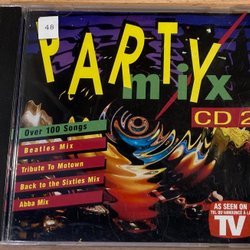 48
PARTY
mix
CD 2
Over 100 Songs
Beatles Mix
Tribute To Motown
Back to the Sixties Mix
Abba Mix
AS SEEN ON
TV